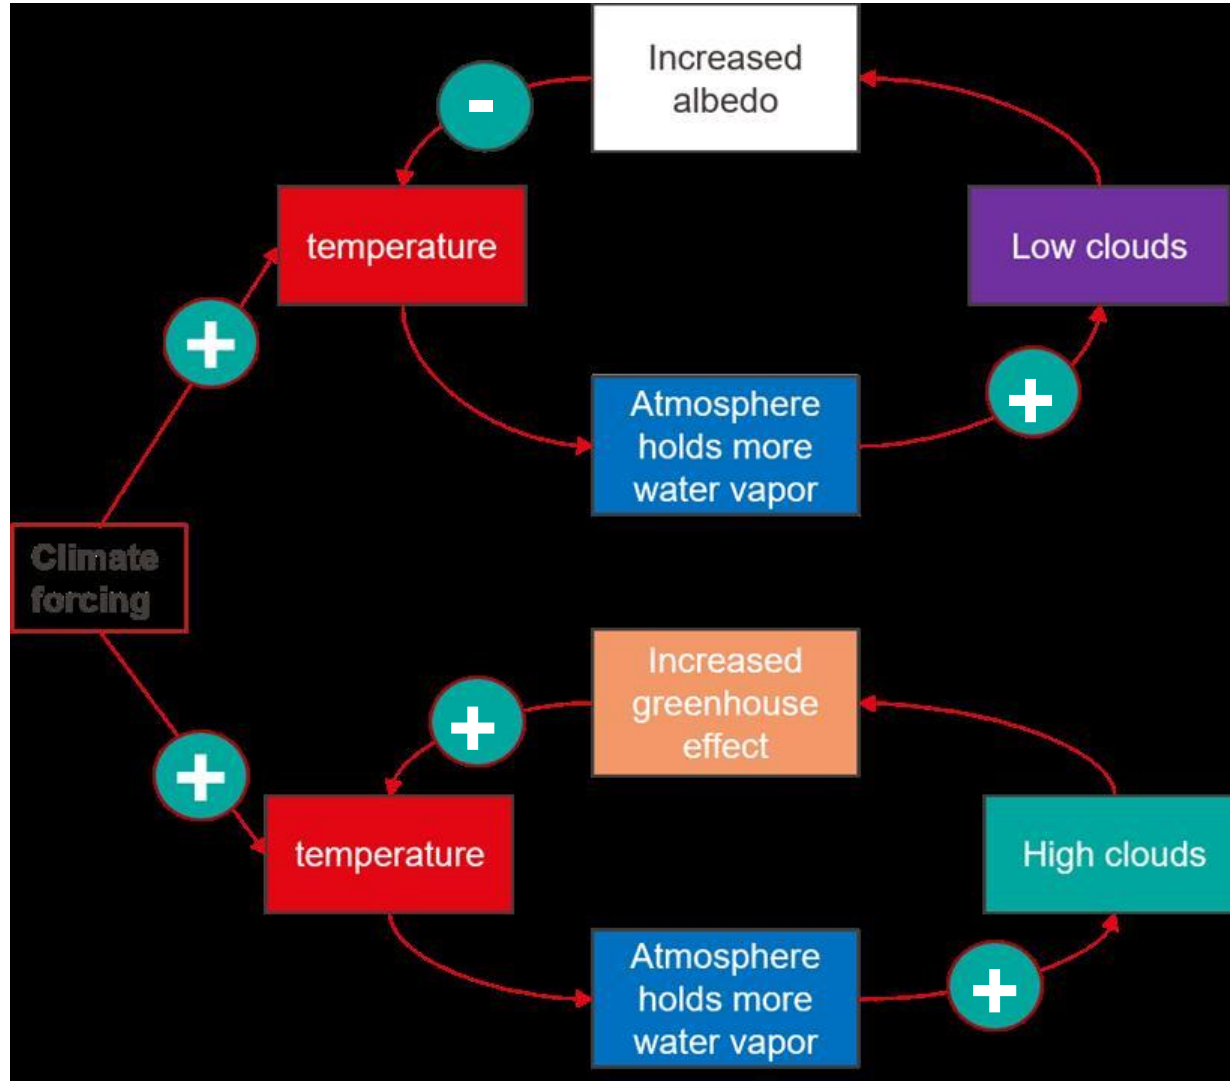 Increased
albedo
-
temperature
Low clouds
+
+
Atmosphere
holds more
water vapor
Climate
forcing
Increased
greenhouse
effect
+
+
temperature
High clouds
Atmosphere
holds more
water vapor
+